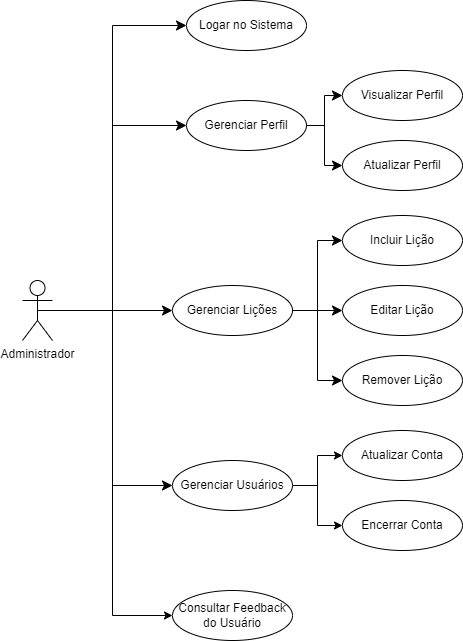 Logar no Sistema
Gerenciar Perfil
Visualizar Perfil
Atualizar Perfil
Administrador
Gerenciar Lições
Incluir Lição
Editar Lição
Remover Lição
Gerenciar Usuários
Atualizar Conta
Encerrar Conta
Consultar Feedback
do Usuário